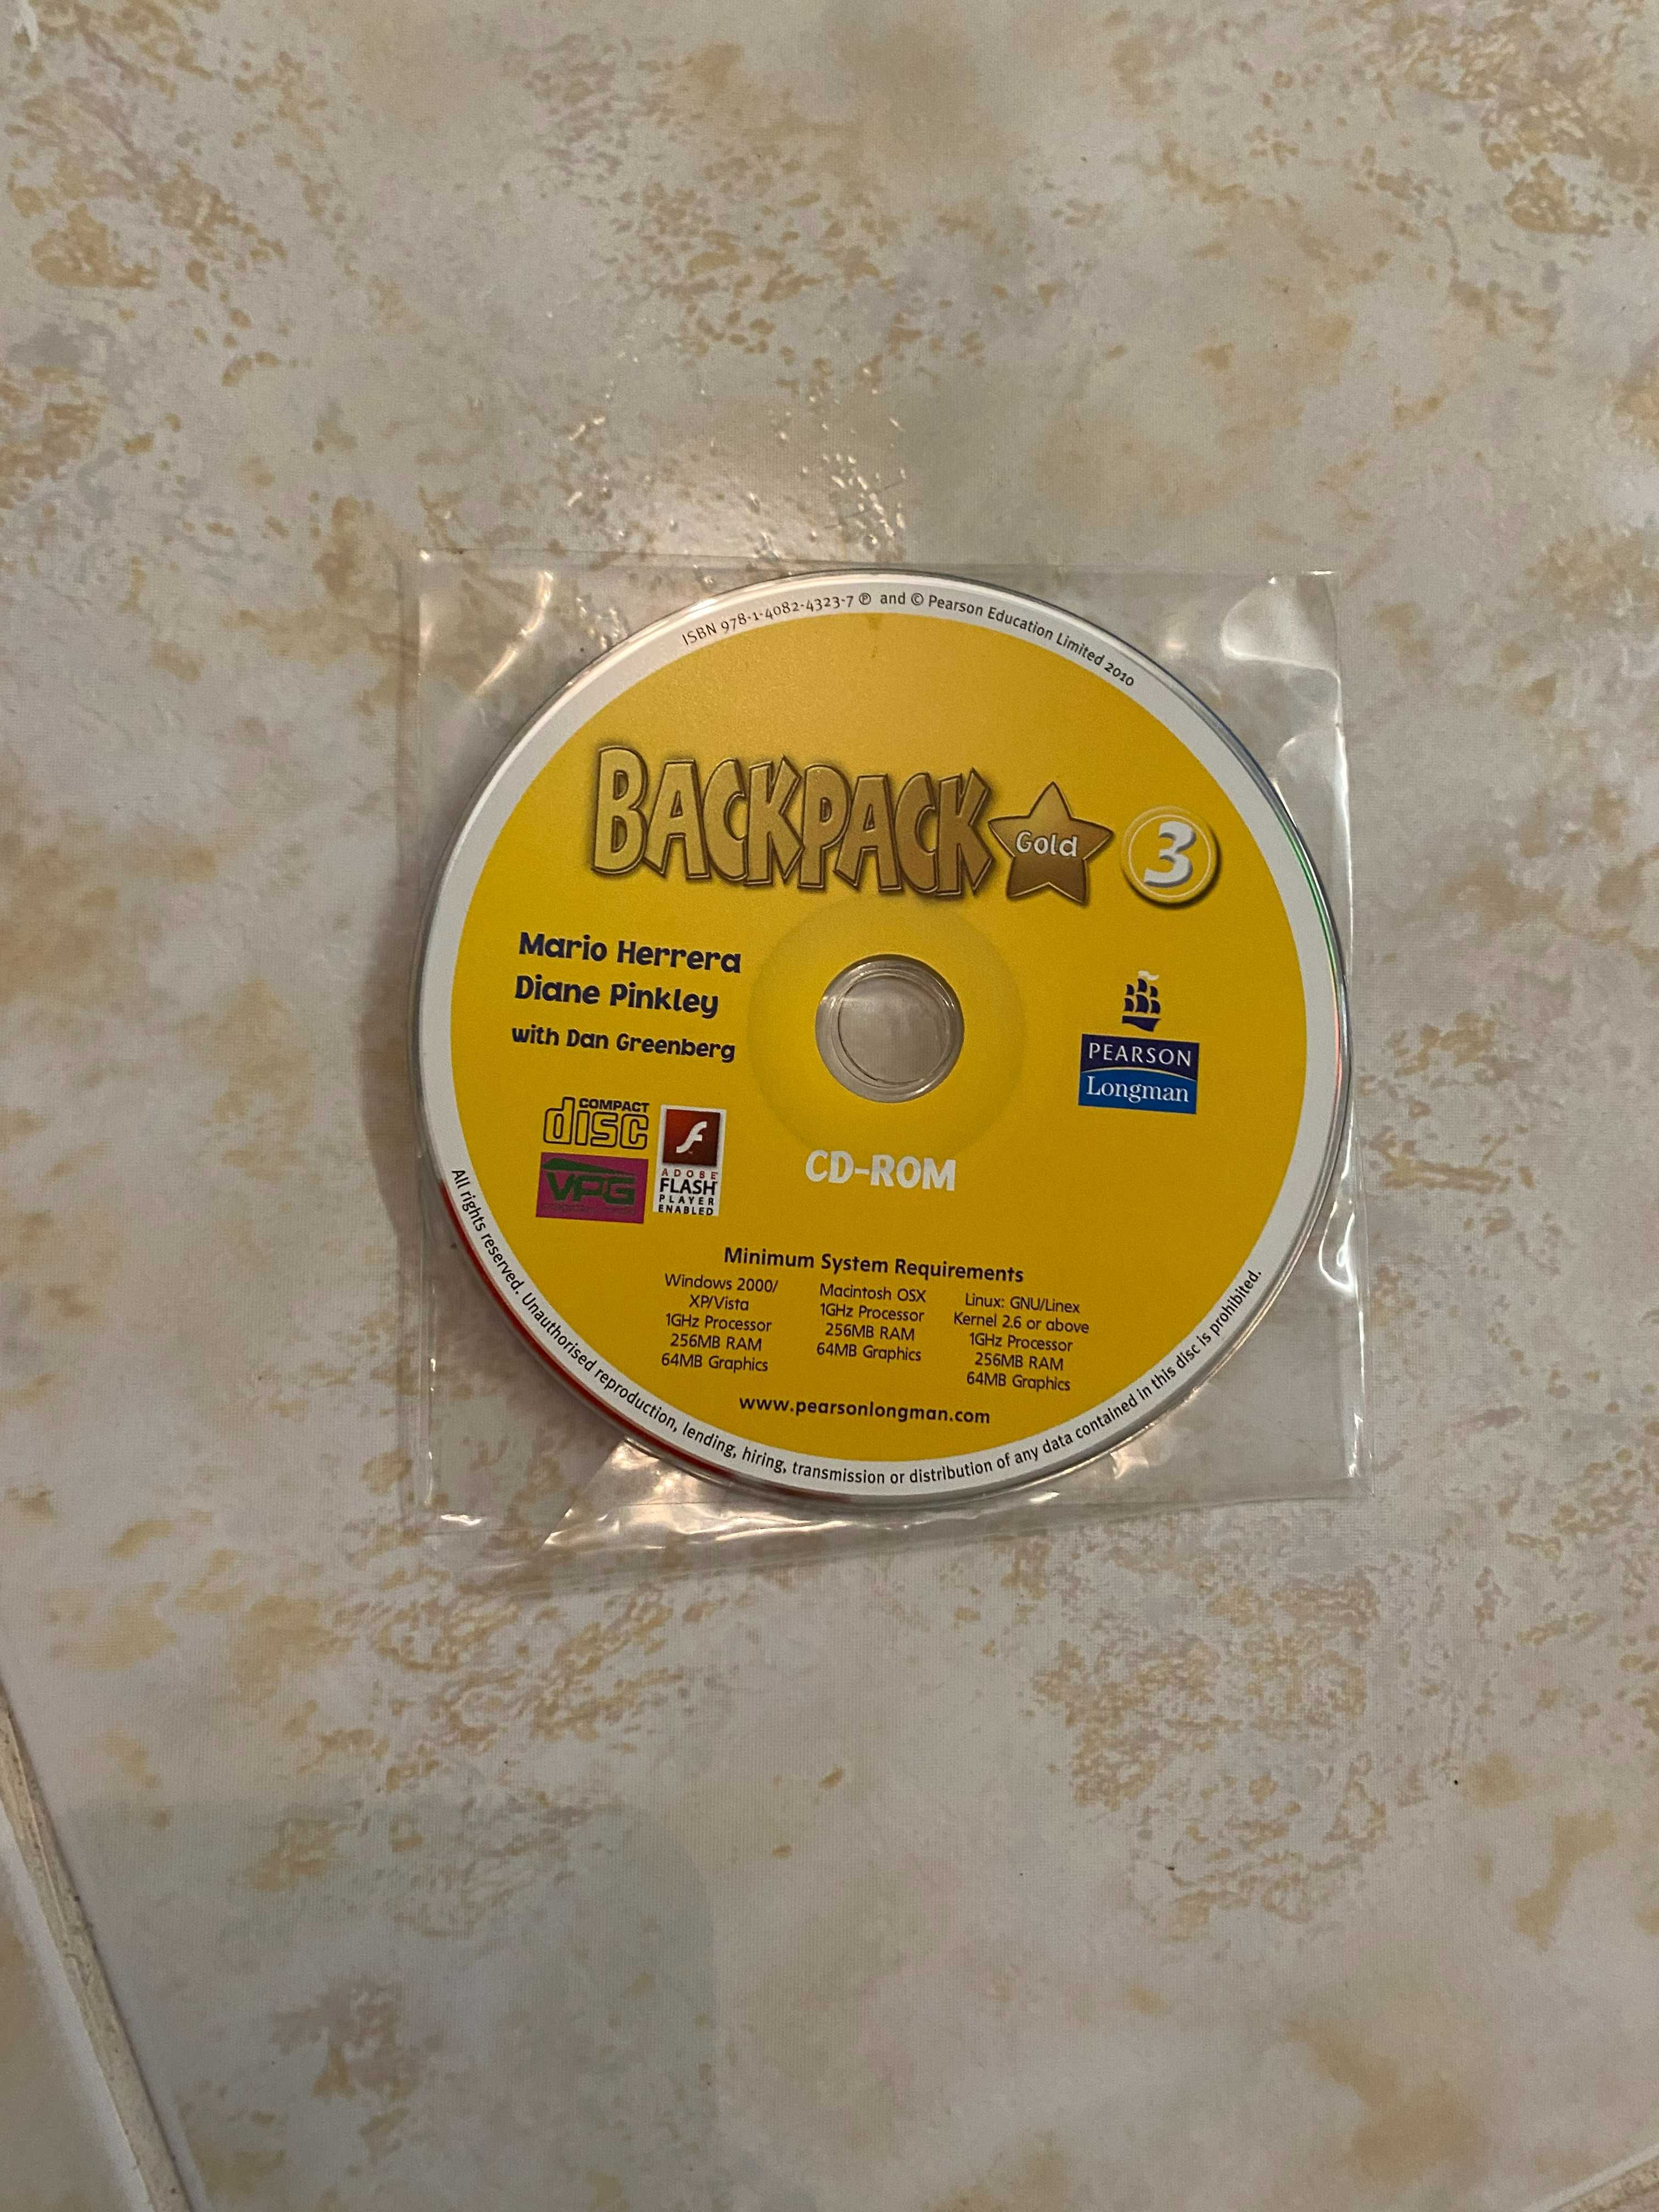 ISBN 978-1-4082-4323-7 ℗ and © Pearson Education Limited 2010
BACKPACK Gold 3
Mario Herrera
Diane Pinkley
with Dan Greenberg
PEARSON
Longman
COMPACT
disc
VPG
ADOBE
FLASH
PLAYER
ENABLED
CD-ROM
Minimum System Requirements
Windows 2000/
XP/Vista
1GHz Processor
256MB RAM
64MB Graphics
Macintosh OSX
1GHz Processor
256MB RAM
64MB Graphics
Linux: GNU/Linex
Kernel 2.6 or above
1GHz Processor
256MB RAM
64MB Graphics
www.pearsonlongman.com
All rights reserved. Unauthorised reproduction, lending, hiring, transmission or distribution of any data contained in this disc is prohibited.